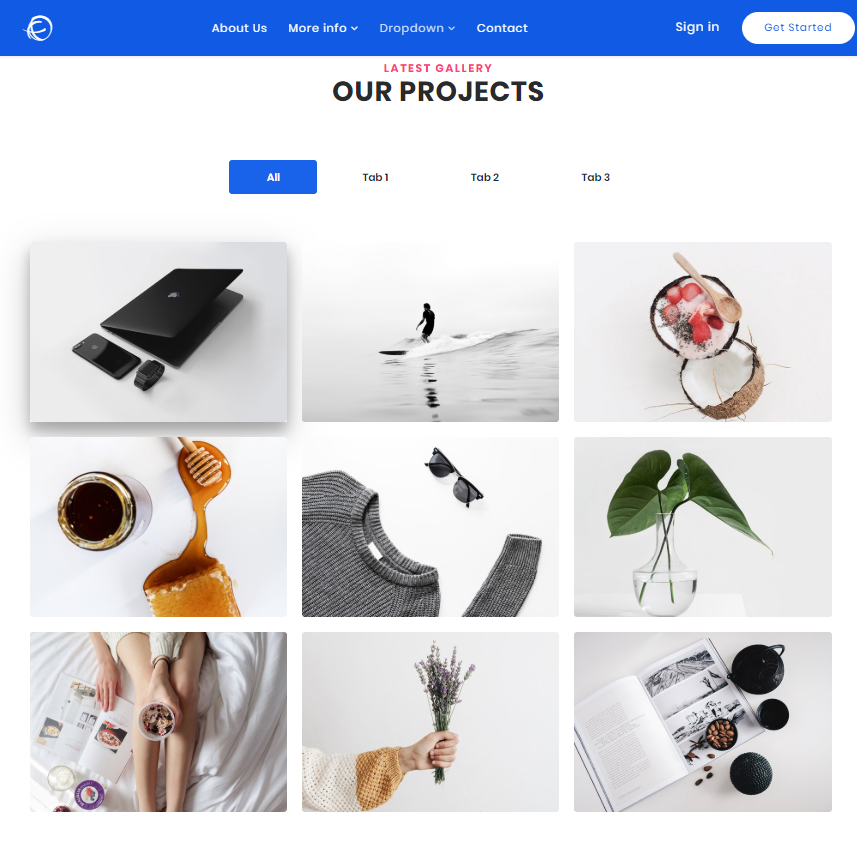 About Us More info Dropdown Contact Sign in Get Started
LATEST GALLERY
OUR PROJECTS
All Tab 1 Tab 2 Tab 3